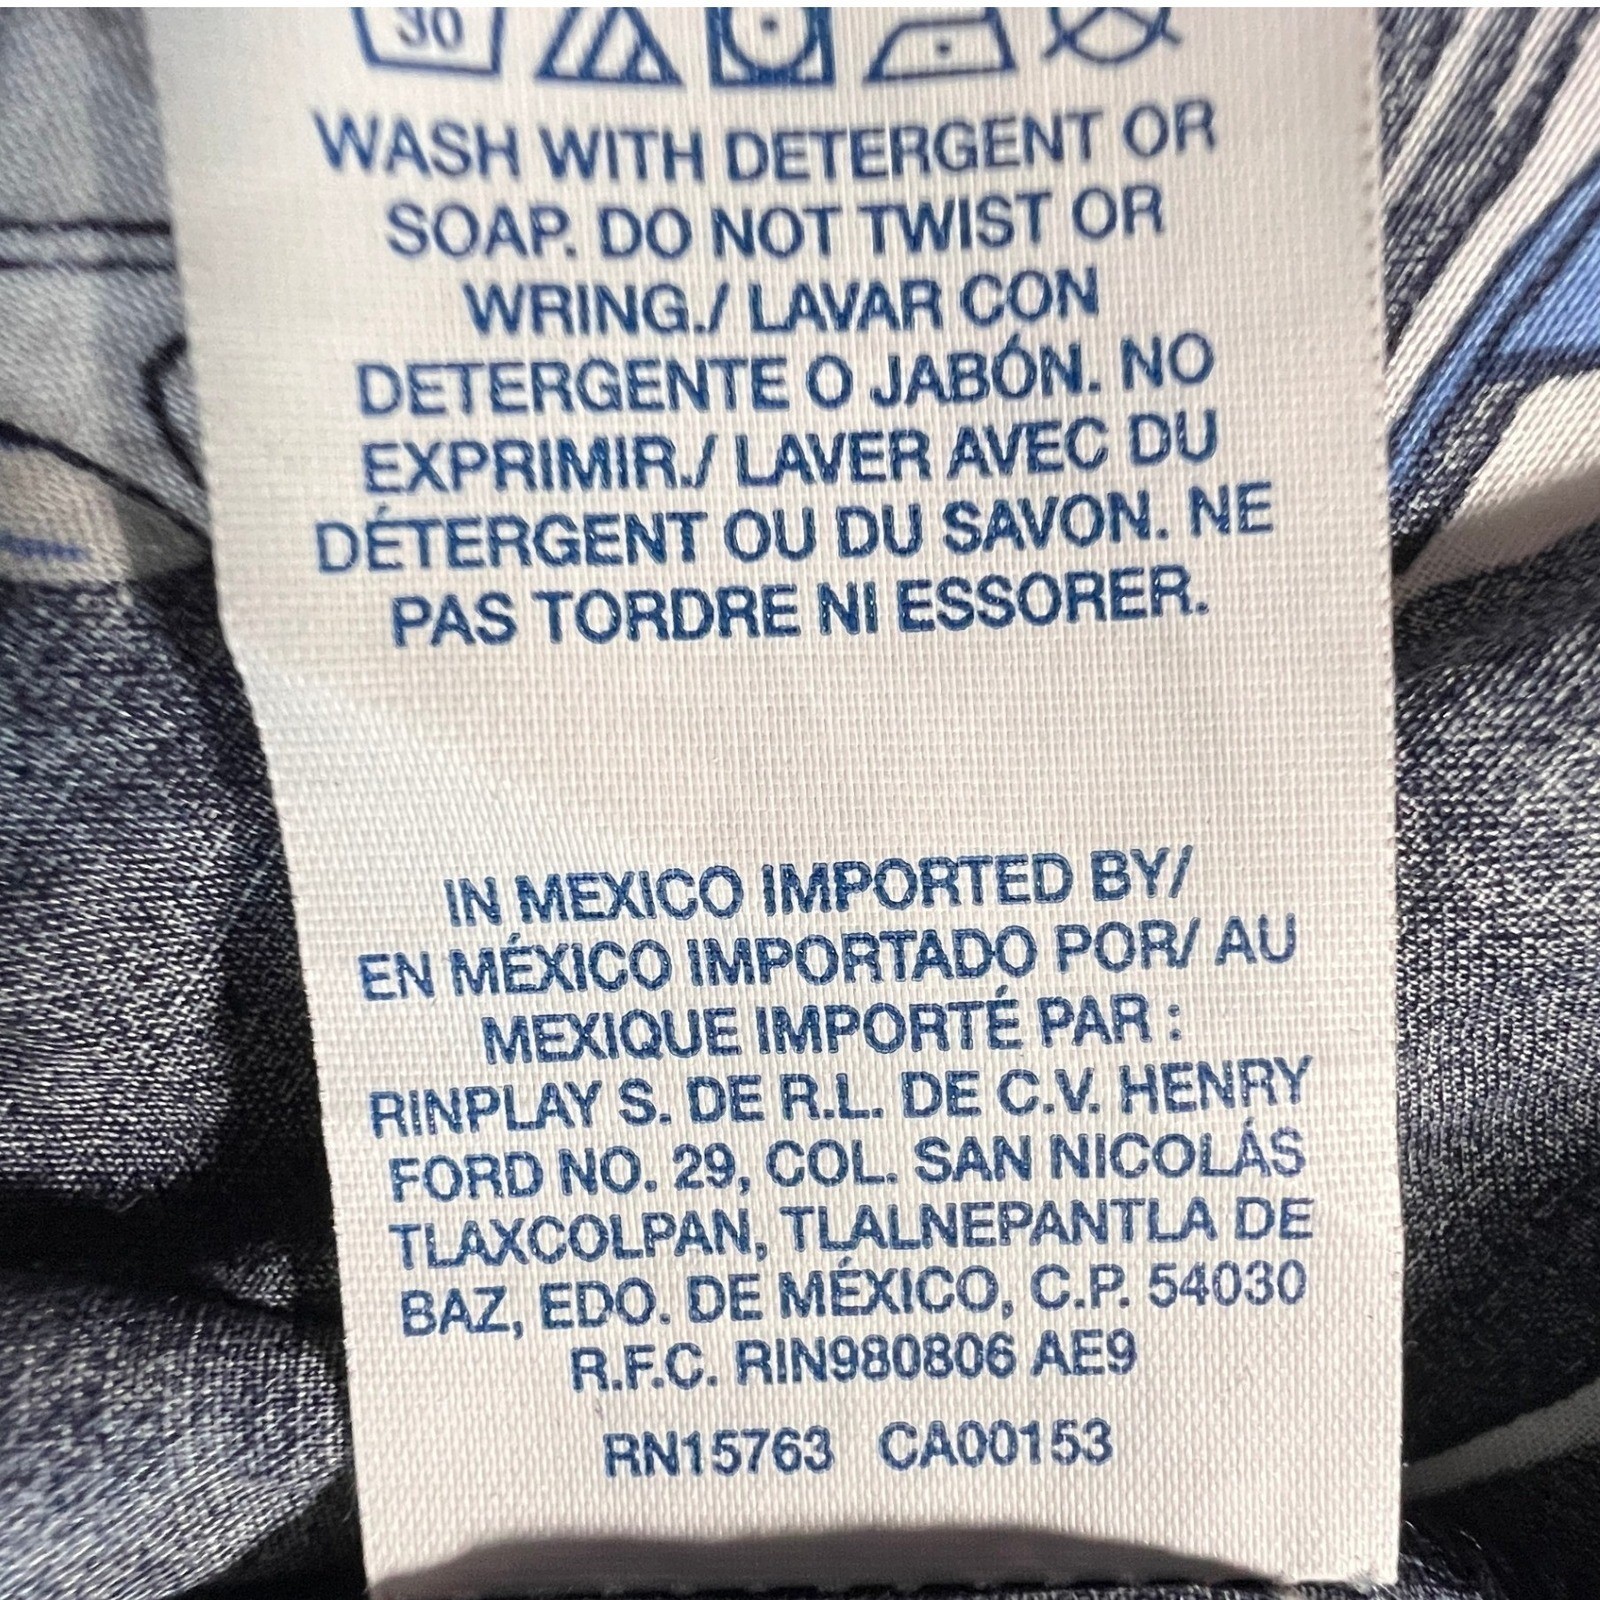 30
WASH WITH DETERGENT OR
SOAP. DO NOT TWIST OR
WRING./ LAVAR CON
DETERGENTE O JABÓN. NO
EXPRIMIR./ LAVER AVEC DU
DÉTERGENT OU DU SAVON. NE
PAS TORDRE NI ESSORER.
IN MEXICO IMPORTED BY/
EN MÉXICO IMPORTADO POR/ AU
MEXIQUE IMPORTÉ PAR :
RINPLAY S. DE R.L. DE C.V. HENRY
FORD NO. 29, COL. SAN NICOLÁS
TLAXCOLPAN, TLALNEPANTLA DE
BAZ, EDO. DE MÉXICO, C.P. 54030
R.F.C. RIN980806 AE9
RN15763 CA00153